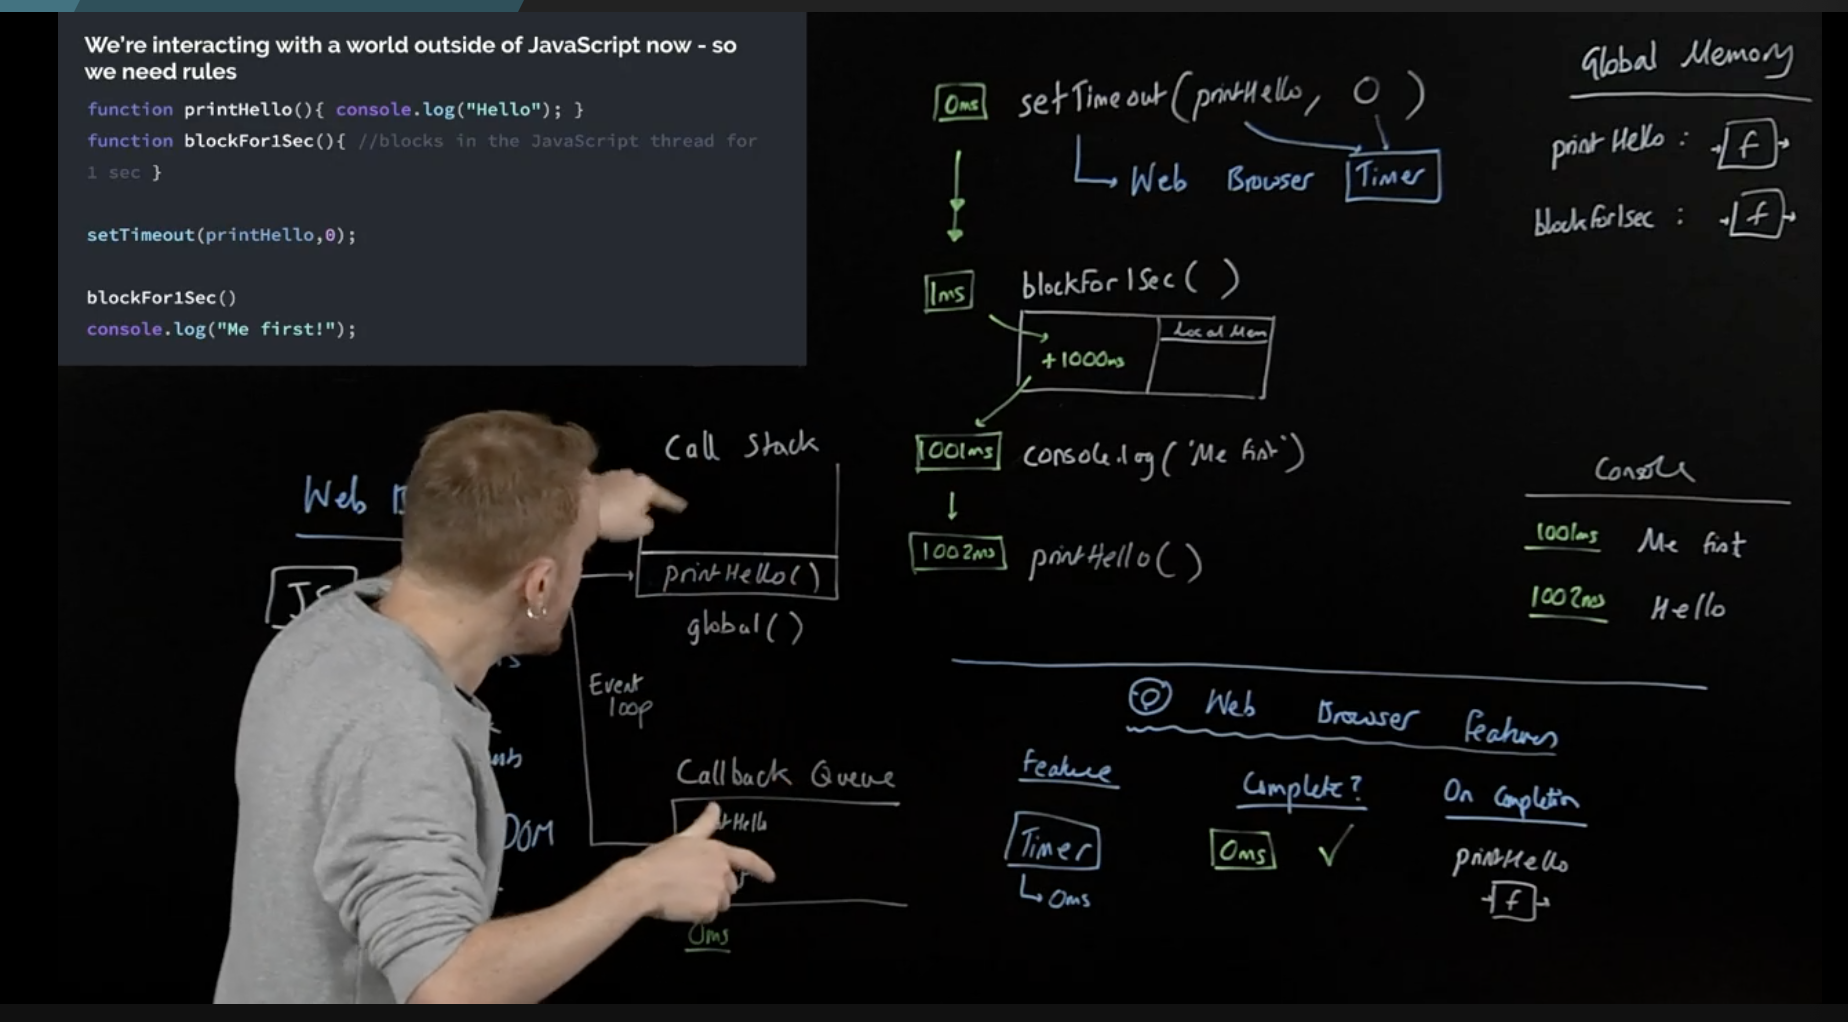 We're interacting with a world outside of JavaScript now - so
we need rules
function printHello(){ console.log("Hello"); }
function blockFor1Sec(){ //blocks in the JavaScript thread for
1 sec }
setTimeout(printHello,0);
blockFor1Sec()
console.log("Me first!");
0ms setTimeout(printHello, 0 )
Web Browser Timer
1ms blockFor1Sec( )
Local Mem
+1000ms
1001ms console.log('Me first')
1002ms printHello( )
Global Memory
printHello : f
blockFor1sec : f
Web
JS
DOM
Call Stack
printHello()
global()
Event
loop
Callback Queue
0ms
Console
1001ms Me first
1002ms Hello
Web Browser Features
Feature Complete? On Completion
Timer 0ms ✓ printHello
0ms f